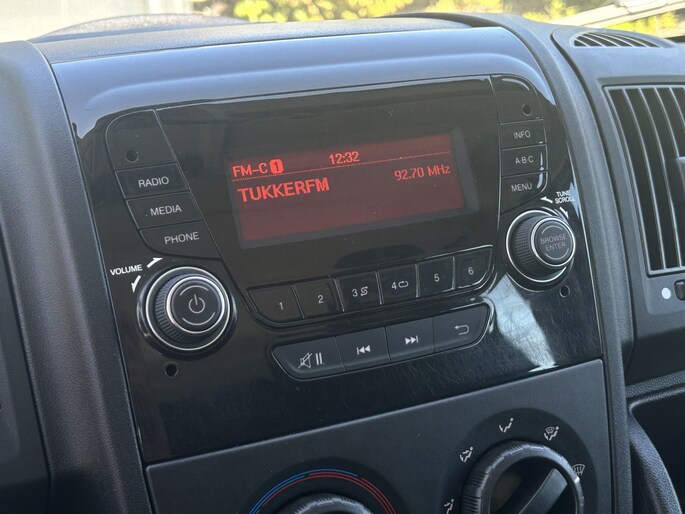 FM-C 1 12:32
TUKKERFM 92.70 MHz
RADIO
MEDIA
PHONE
VOLUME
INFO
A-B-C
MENU
TUNE
SCROLL
BROWSE
ENTER
1 2 3 4 5 6